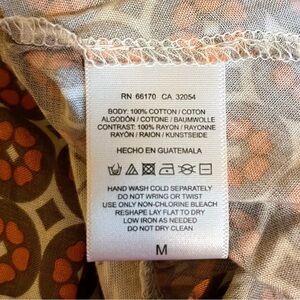 RN 66170 CA 32054
BODY: 100% COTTON / COTON
ALGODÓN / COTONE / BAUMWOLLE
CONTRAST: 100% RAYON / RAYONNE
RAYÓN / RAION / KUNSTSEIDE
HECHO EN GUATEMALA
HAND WASH COLD SEPARATELY
DO NOT WRING OR TWIST
USE ONLY NON-CHLORINE BLEACH
RESHAPE LAY FLAT TO DRY
LOW IRON AS NEEDED
DO NOT DRY CLEAN
M